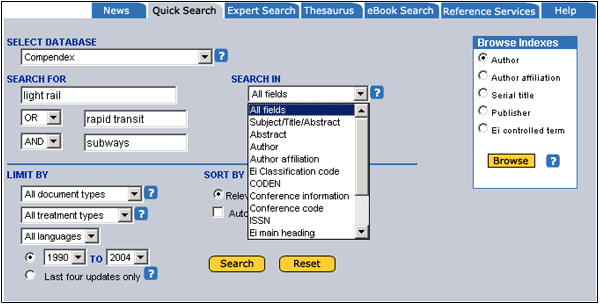 News
Quick Search
Expert Search
Thesaurus
eBook Search
Reference Services
Help
SELECT DATABASE
Compendex
?
SEARCH FOR
light rail
OR
rapid transit
AND
subways
SEARCH IN
All fields
?
All fields
Subject/Title/Abstract
Abstract
Author
Author affiliation
Ei Classification code
CODEN
Conference information
Conference code
ISSN
Ei main heading
LIMIT BY
All document types
?
All treatment types
?
All languages
1990 TO 2004
Last four updates only
?
SORT BY
Relev
Auto
Search
Reset
Browse Indexes
Author
Author affiliation
Serial title
Publisher
Ei controlled term
Browse
?